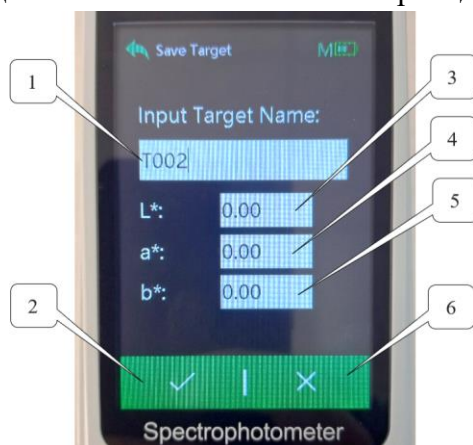 Save Target M
Input Target Name:
T002
L*: 0.00
a*: 0.00
b*: 0.00
Spectrophotometer
1
2
3
4
5
6